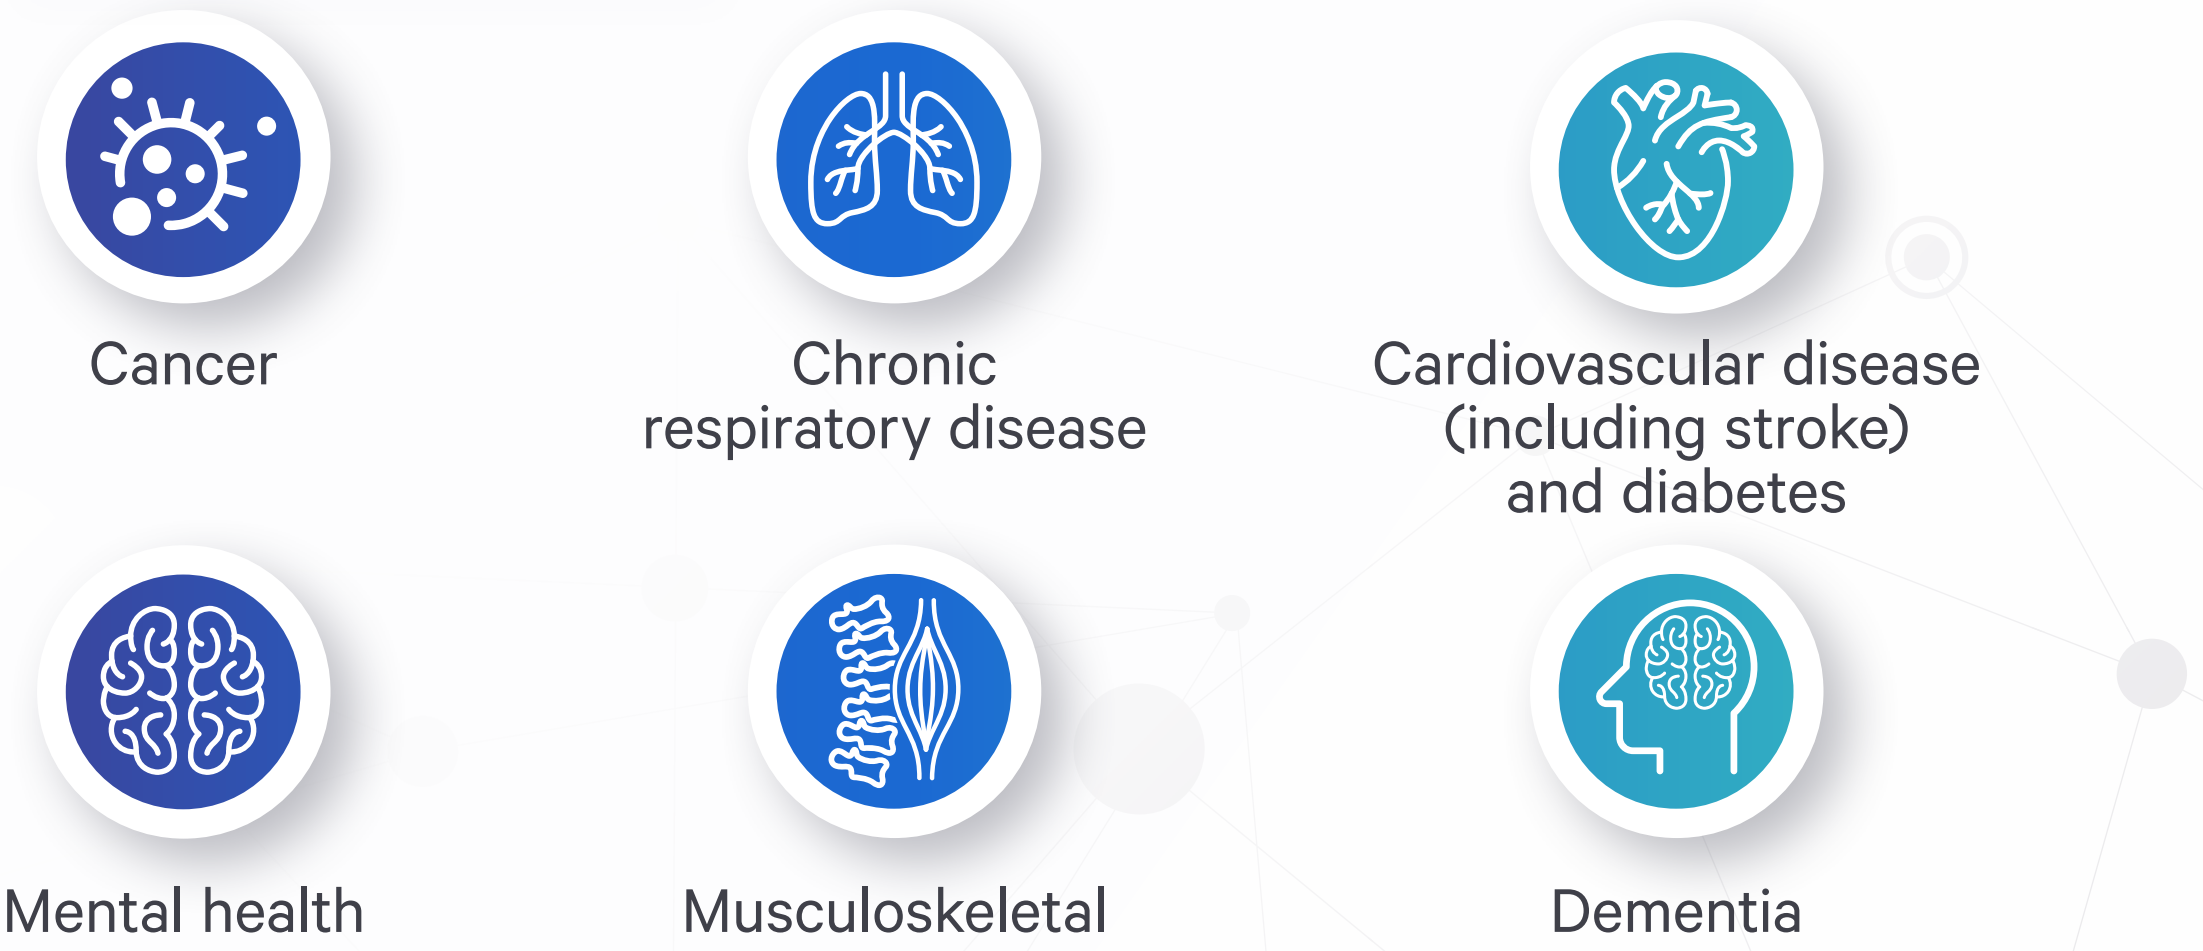 Cancer
Chronic
respiratory disease
Cardiovascular disease
(including stroke)
and diabetes
Mental health
Musculoskeletal
Dementia